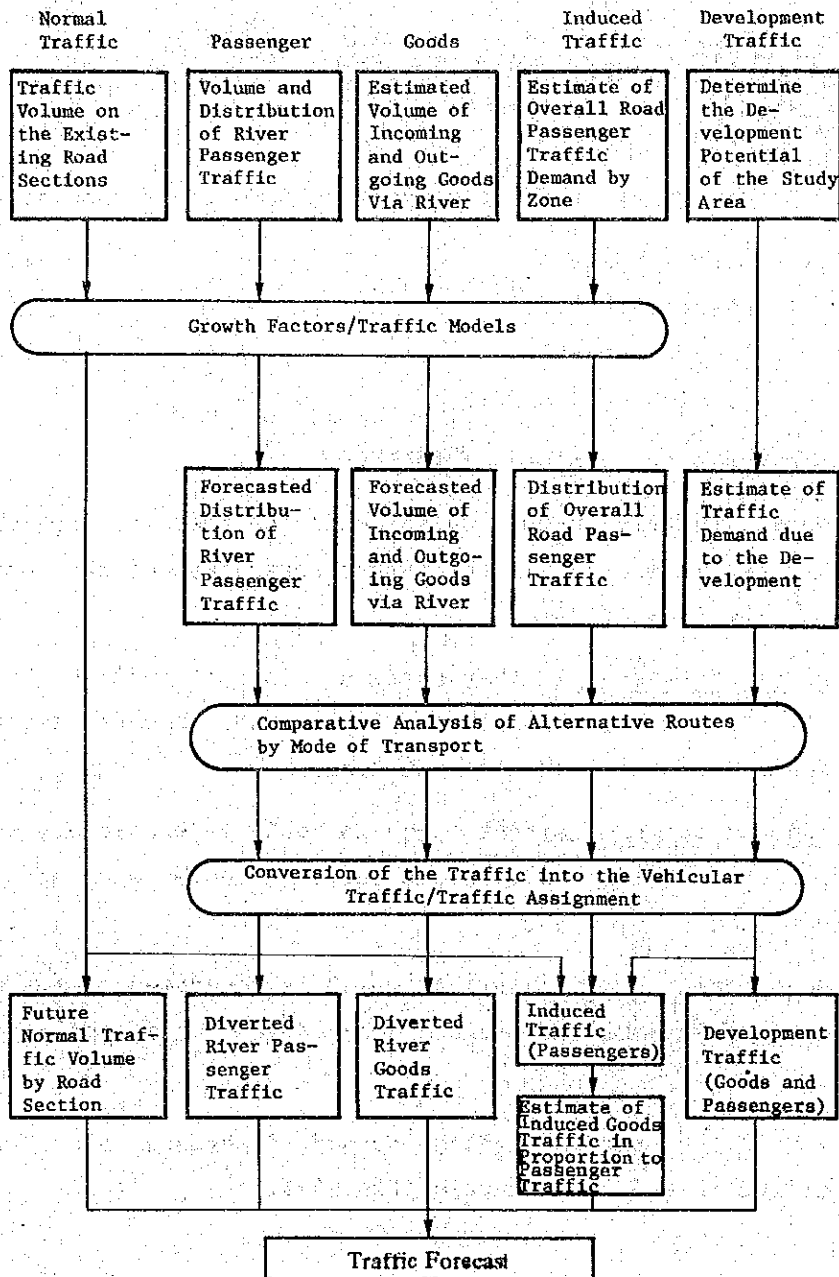 Normal
Traffic
Passenger
Goods
Induced
Traffic
Development
Traffic
Traffic
Volume on
the Exist-
ing Road
Sections
Volume and
Distribution
of River
Passenger
Traffic
Estimated
Volume of
Incoming
and Out-
going Goods
Via River
Estimate of
Overall Road
Passenger
Traffic
Demand by
Zone
Determine
the De-
velopment
Potential
of the Study
Area
Growth Factors/Traffic Models
Forecasted
Distribu-
tion of
River
Passenger
Traffic
Forecasted
Volume of
Incoming
and Outgo-
ing Goods
via River
Distribution
of Overall
Road Pas-
senger
Traffic
Estimate of
Traffic
Demand due
to the De-
velopment
Comparative Analysis of Alternative Routes
by Mode of Transport
Conversion of the Traffic into the Vehicular
Traffic/Traffic Assignment
Future
Normal Traf-
fic Volume
by Road
Section
Diverted
River Pas-
senger
Traffic
Diverted
River
Goods
Traffic
Induced
Traffic
(Passengers)
Estimate of
Induced Goods
Traffic in
Proportion to
Passenger
Traffic
Development
Traffic
(Goods and
Passengers)
Traffic Forecast